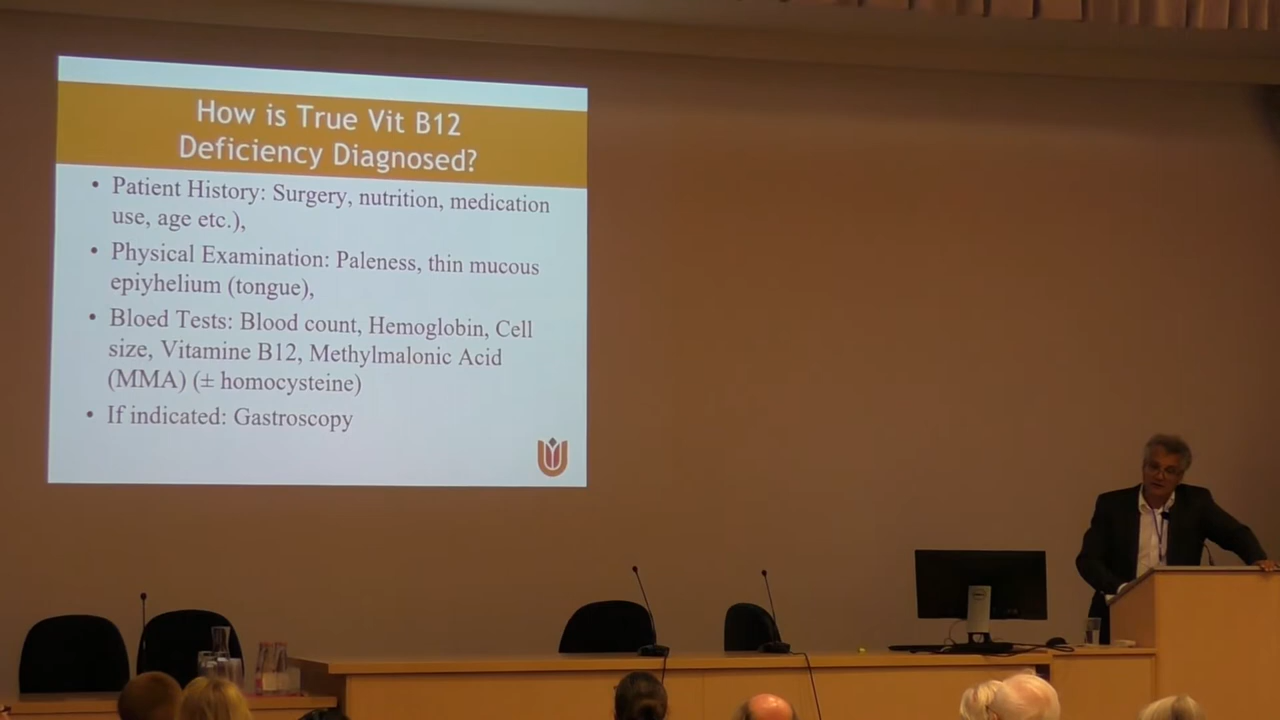 How is True Vit B12
Deficiency Diagnosed?
• Patient History: Surgery, nutrition, medication
use, age etc.),
• Physical Examination: Paleness, thin mucous
epiyhelium (tongue),
• Bloed Tests: Blood count, Hemoglobin, Cell
size, Vitamine B12, Methylmalonic Acid
(MMA) (± homocysteine)
• If indicated: Gastroscopy